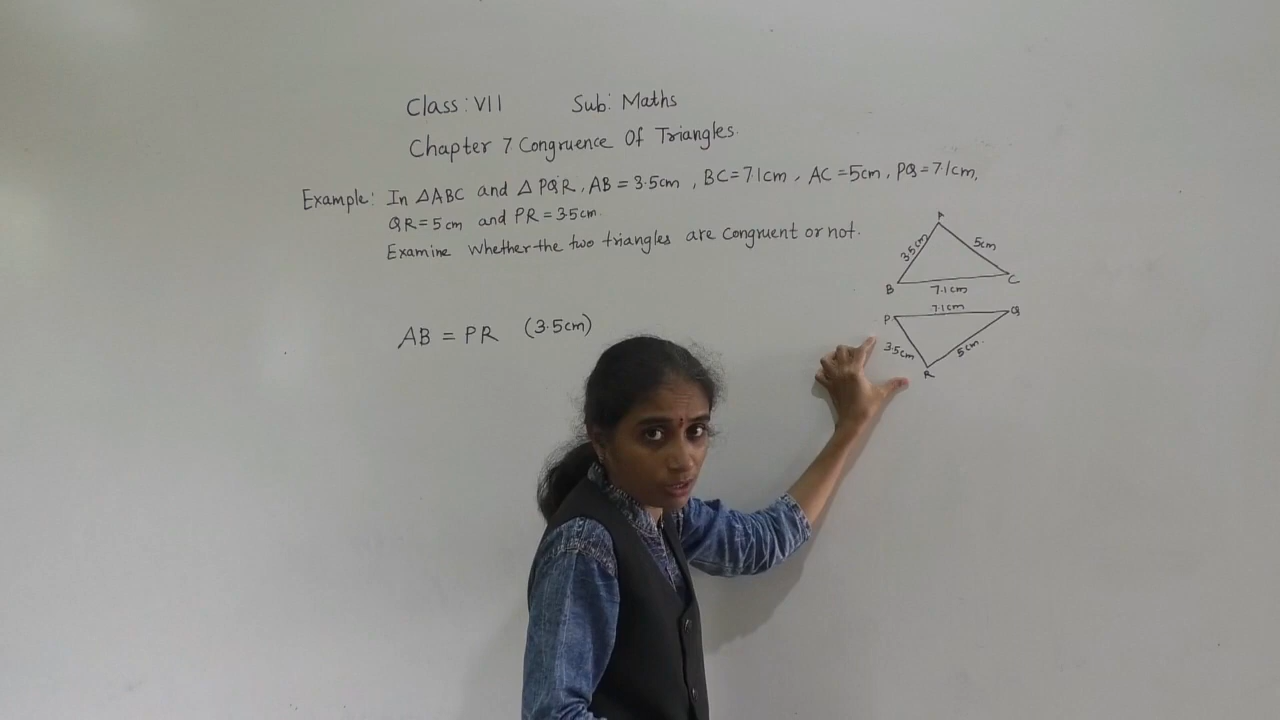 Class: VII Sub: Maths
Chapter 7 Congruence Of Triangles.
Example: In △ABC and △PQR, AB = 3.5cm, BC=7.1cm, AC=5cm, PQ=7.1cm,
QR=5cm and PR=3.5cm.
Examine whether the two triangles are congruent or not.
A
3.5cm 5cm
B C
7.1cm
7.1cm
P Q
3.5cm 5cm.
R
AB = PR (3.5cm)